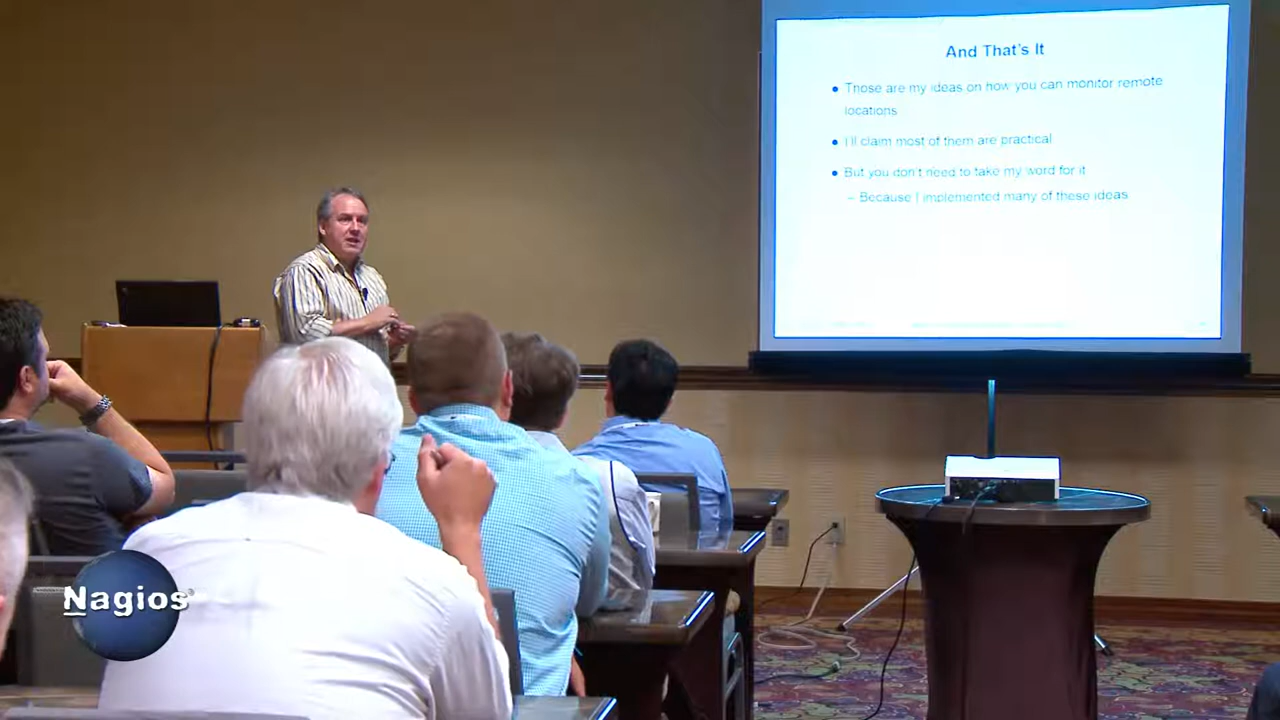 And That's It
Those are my ideas on how you can monitor remote
locations
I'll claim most of them are practical
But you don't need to take my word for it
– Because I implemented many of these ideas
Nagios